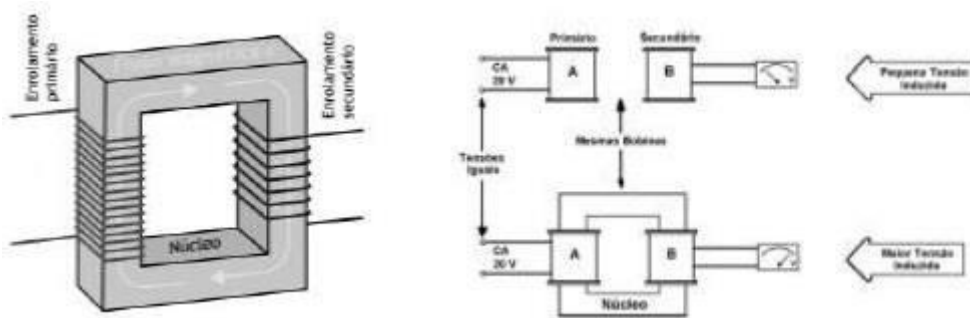 Enrolamento
primário
Enrolamento
secundário
Núcleo
Primário
Secundário
CA
20 V
A
B
Pequena Tensão
Induzida
Tensões
Iguais
Mesmas Bobinas
CA
20 V
A
B
Núcleo
Maior Tensão
Induzida